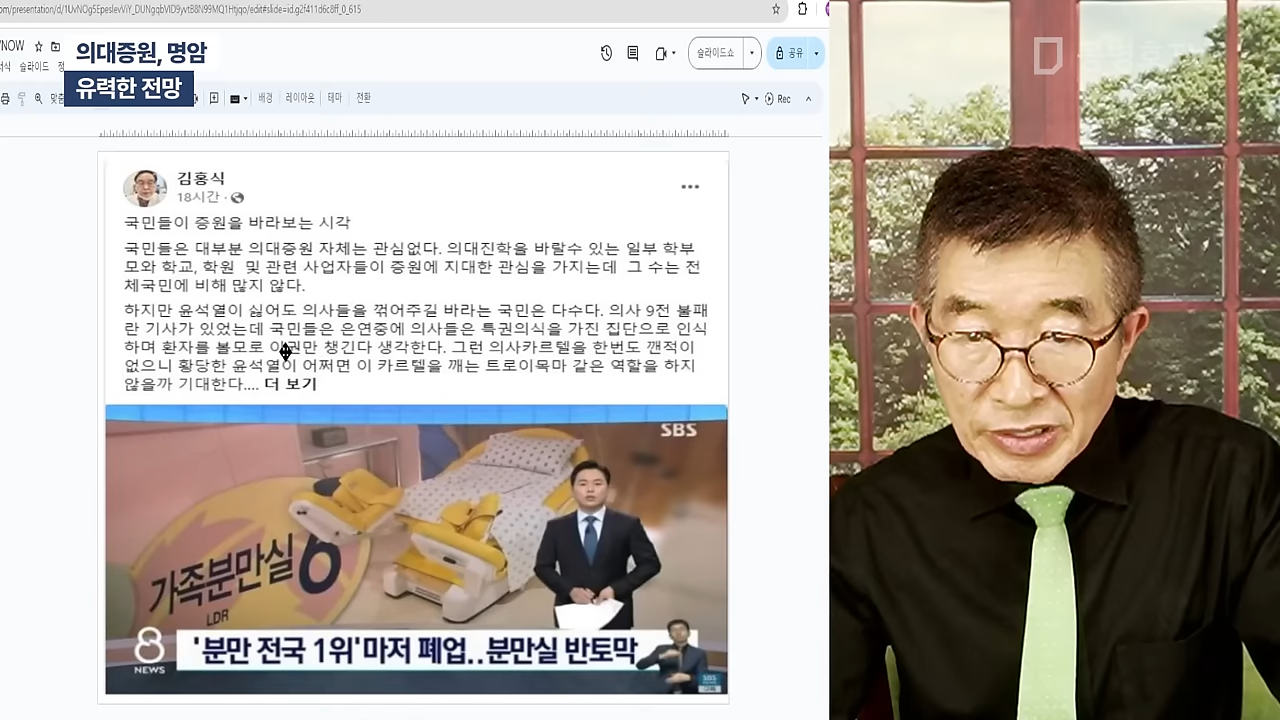 om/presentation/d/1UvNOg5EpeslevViY_DUNgqbVID9yvtB8N99MQ1Htjqo/edit#slide=id.g2f411d6c8ff_0_615
의대증원, 명암
유력한 전망
슬라이드
슬라이드쇼
공유
배경
레이아웃
테마
전환
Rec
김홍식
18시간
국민들이 증원을 바라보는 시각
국민들은 대부분 의대증원 자체는 관심없다. 의대진학을 바랄수 있는 일부 학부
모와 학교, 학원 및 관련 사업자들이 증원에 지대한 관심을 가지는데 그 수는 전
체국민에 비해 많지 않다.
하지만 윤석열이 싫어도 의사들을 꺾어주길 바라는 국민은 다수다. 의사 9전 불패
란 기사가 있었는데 국민들은 은연중에 의사들은 특권의식을 가진 집단으로 인식
하며 환자를 볼모로 이권만 챙긴다 생각한다. 그런 의사카르텔을 한번도 깬적이
없으니 황당한 윤석열이 어쩌면 이 카르텔을 깨는 트로이목마 같은 역할을 하지
않을까 기대한다.... 더 보기
SBS
가족분만실 6
LDR
8
NEWS
'분만 전국 1위'마저 폐업..분만실 반토막
SBS